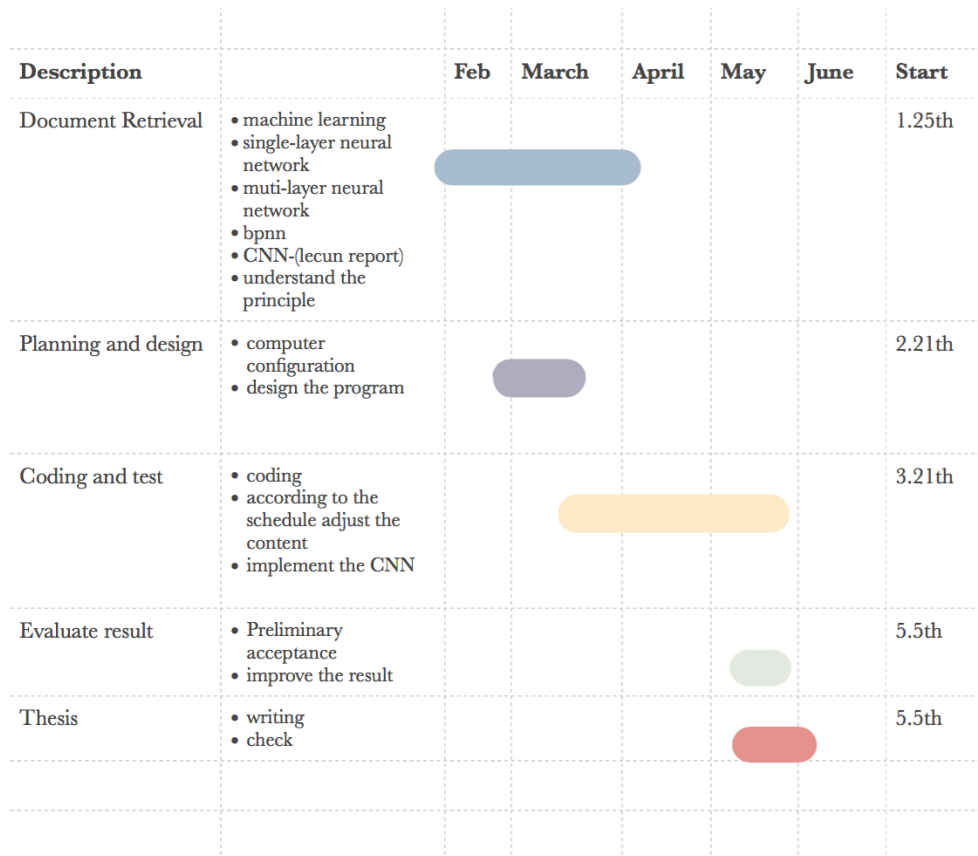 Description Feb March April May June Start
Document Retrieval • machine learning 1.25th
• single-layer neural
network
• muti-layer neural
network
• bpnn
• CNN-(lecun report)
• understand the
principle
Planning and design • computer 2.21th
configuration
• design the program
Coding and test • coding 3.21th
• according to the
schedule adjust the
content
• implement the CNN
Evaluate result • Preliminary 5.5th
acceptance
• improve the result
Thesis • writing 5.5th
• check